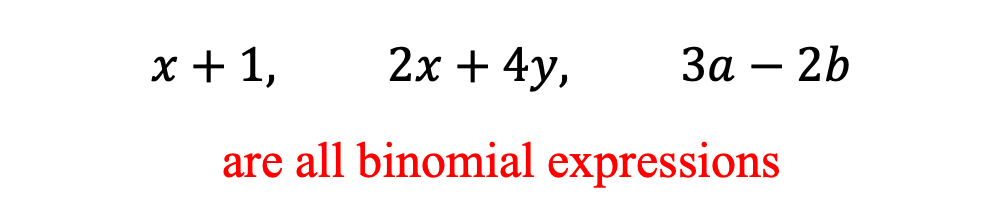 x + 1, 2x + 4y, 3a − 2b
are all binomial expressions